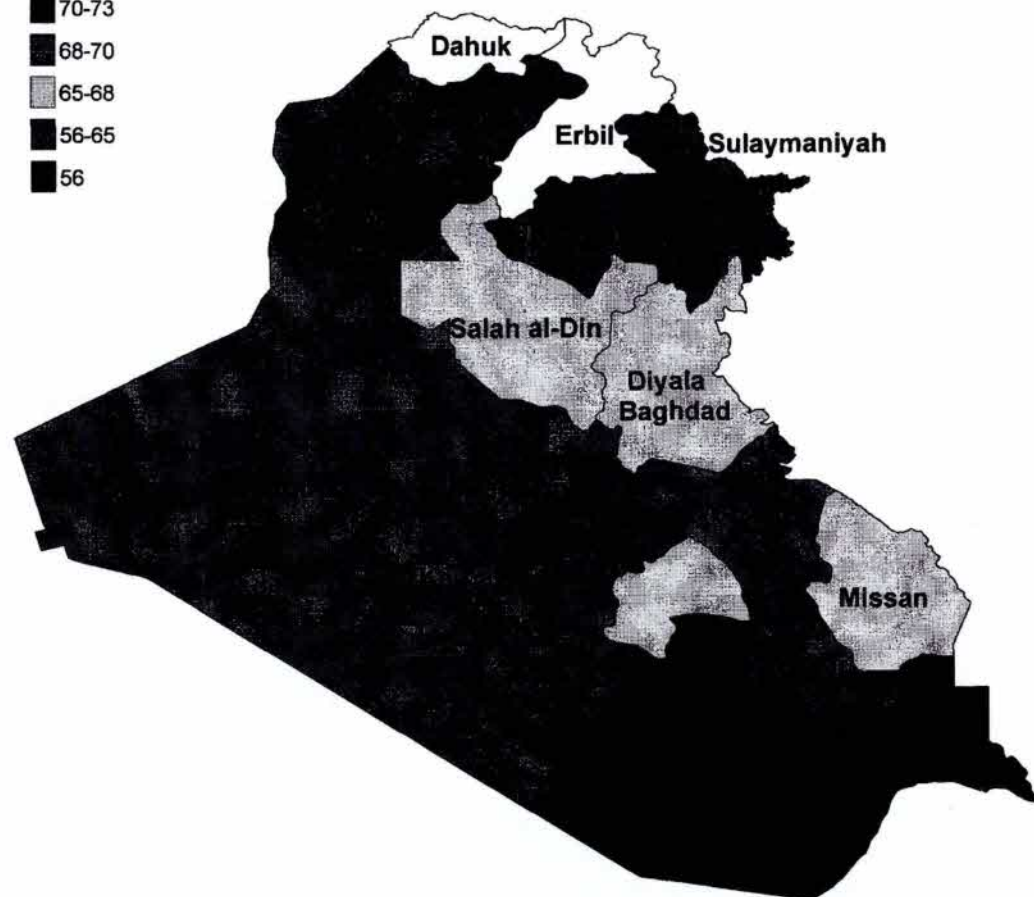 70-73
68-70
65-68
56-65
56
Dahuk
Erbil
Sulaymaniyah
Salah al-Din
Diyala
Baghdad
Missan